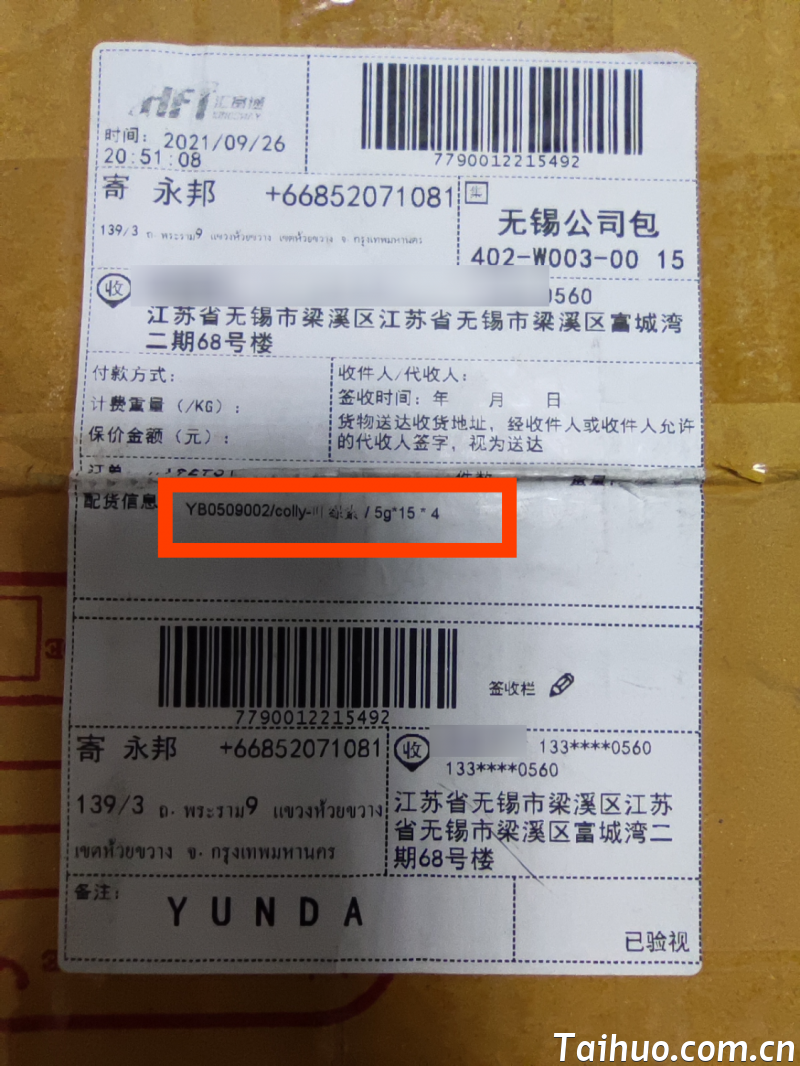 HFT 汇富通
时间: 2021/09/26
20:51:08
7790012215492
寄 永邦 +66852071081
139/3 ถ. พระราม9 แขวงห้วยขวาง เขตห้วยขวาง จ. กรุงเทพมหานคร
集
无锡公司包
402-W003-00 15
收
0560
江苏省无锡市梁溪区江苏省无锡市梁溪区富城湾
二期68号楼
付款方式:
计费重量（/KG）:
保价金额（元）:
收件人/代收人:
签收时间: 年 月 日
货物送达收货地址, 经收件人或收件人允许
的代收人签字, 视为送达
订单 件数 重量:
配货信息
YB0509002/colly-叶绿素 / 5g*15 * 4
7790012215492
签收栏
寄 永邦 +66852071081
139/3 ถ. พระราม9 แขวงห้วยขวาง
เขตห้วยขวาง จ. กรุงเทพมหานคร
收 133****0560
133****0560
江苏省无锡市梁溪区江苏
省无锡市梁溪区富城湾二
期68号楼
备注:
YUNDA
已验视
Taihuo.com.cn